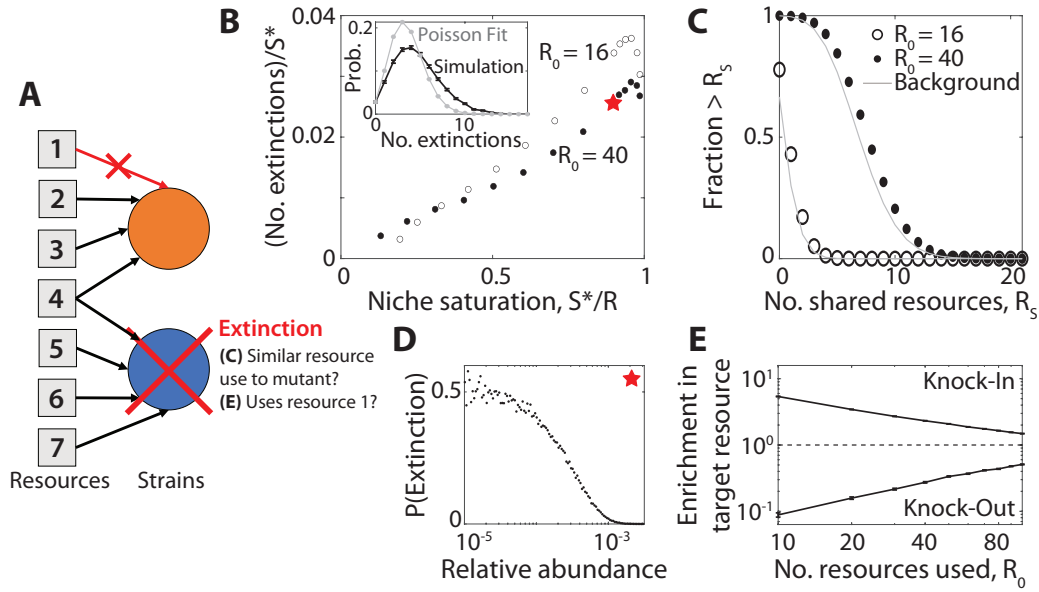 A
1
2
3
4
5
6
7
Resources
Strains
Extinction
(C) Similar resource
use to mutant?
(E) Uses resource 1?
B
(No. extinctions)/S*
0.04
0.02
0
0
0.5
1
Niche saturation, S*/R
R₀ = 16
R₀ = 40
Prob.
0.2
0
0
10
No. extinctions
Poisson Fit
Simulation
C
Fraction > Rₛ
1
0.5
0
0
10
20
No. shared resources, Rₛ
R₀ = 16
R₀ = 40
Background
D
P(Extinction)
0.5
0
10⁻⁵
10⁻³
Relative abundance
E
Enrichment in
target resource
10¹
10⁰
10⁻¹
10
20
40
80
No. resources used, R₀
Knock-In
Knock-Out